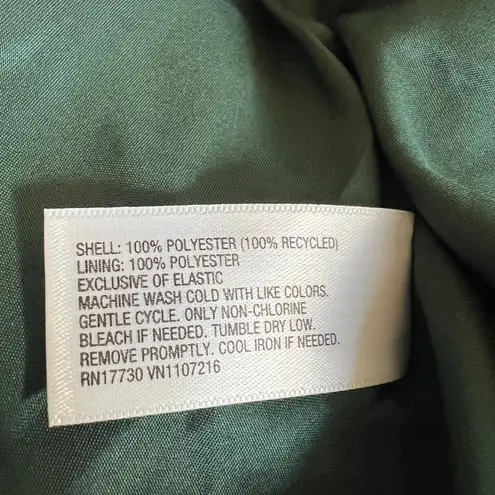 SHELL: 100% POLYESTER (100% RECYCLED)
LINING: 100% POLYESTER
EXCLUSIVE OF ELASTIC
MACHINE WASH COLD WITH LIKE COLORS.
GENTLE CYCLE. ONLY NON-CHLORINE
BLEACH IF NEEDED. TUMBLE DRY LOW.
REMOVE PROMPTLY. COOL IRON IF NEEDED.
RN17730 VN1107216